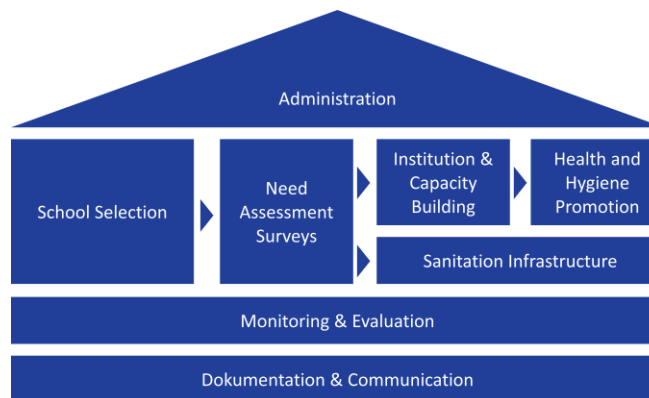 Administration
School Selection
Need
Assessment
Surveys
Institution &
Capacity
Building
Health and
Hygiene
Promotion
Sanitation Infrastructure
Monitoring & Evaluation
Dokumentation & Communication